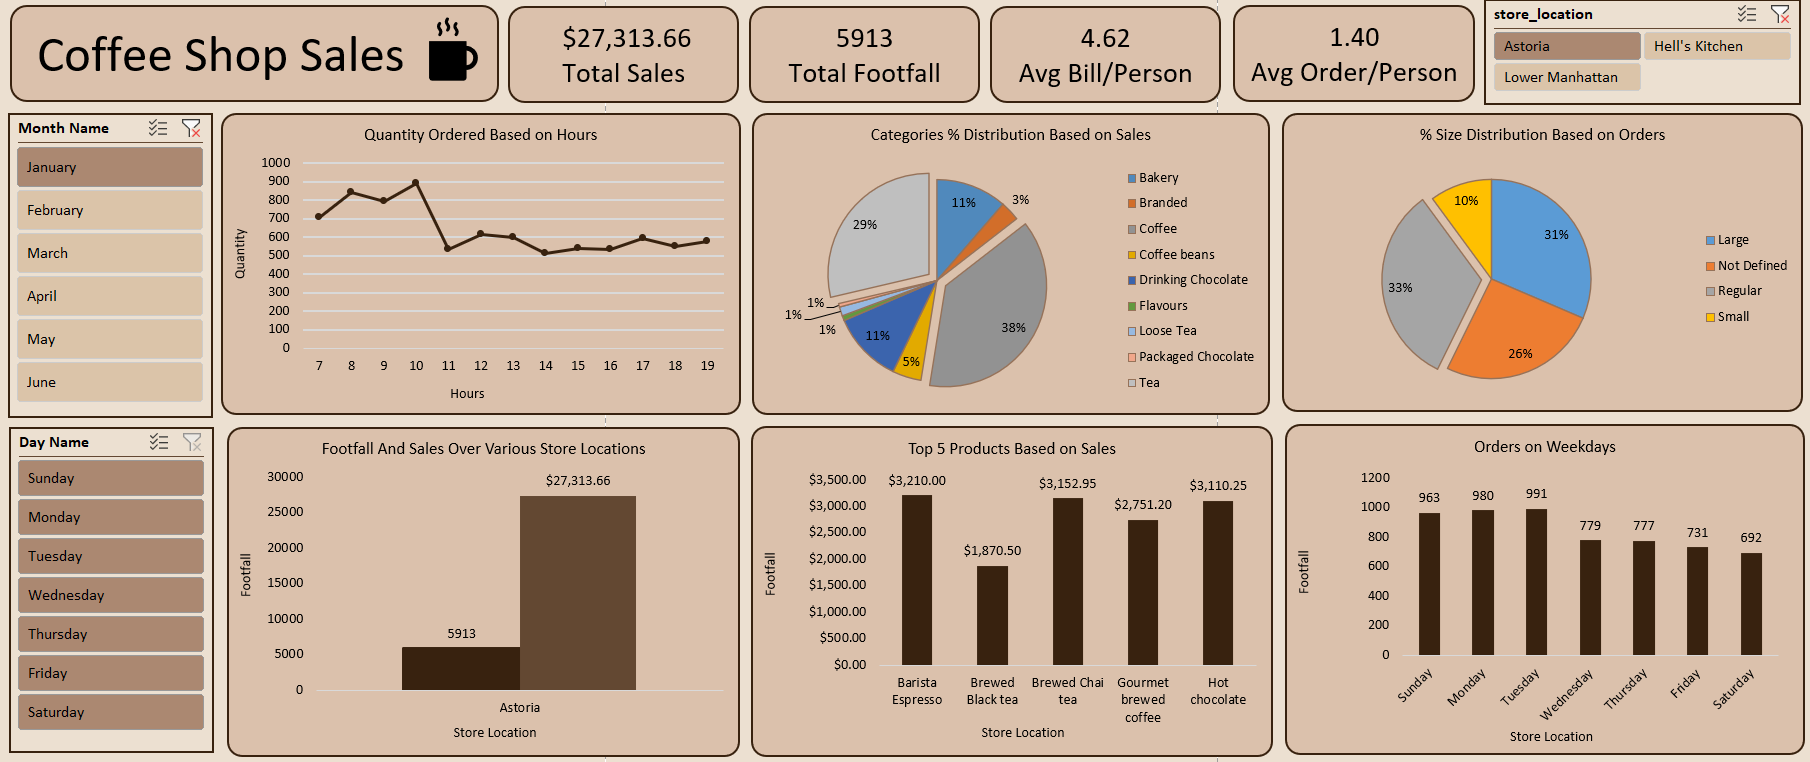 Coffee Shop Sales
$27,313.66
Total Sales
5913
Total Footfall
4.62
Avg Bill/Person
1.40
Avg Order/Person
store_location
Astoria
Hell's Kitchen
Lower Manhattan
Month Name
January
February
March
April
May
June
Quantity Ordered Based on Hours
Quantity
1000
900
800
700
600
500
400
300
200
100
0
7 8 9 10 11 12 13 14 15 16 17 18 19
Hours
Categories % Distribution Based on Sales
11%
3%
38%
5%
11%
1%
1%
1%
29%
Bakery
Branded
Coffee
Coffee beans
Drinking Chocolate
Flavours
Loose Tea
Packaged Chocolate
Tea
% Size Distribution Based on Orders
10%
31%
33%
26%
Large
Not Defined
Regular
Small
Day Name
Sunday
Monday
Tuesday
Wednesday
Thursday
Friday
Saturday
Footfall And Sales Over Various Store Locations
Footfall
30000
25000
20000
15000
10000
5000
0
5913
$27,313.66
Astoria
Store Location
Top 5 Products Based on Sales
Footfall
$3,500.00
$3,000.00
$2,500.00
$2,000.00
$1,500.00
$1,000.00
$500.00
$0.00
$3,210.00
$1,870.50
$3,152.95
$2,751.20
$3,110.25
Barista
Espresso
Brewed
Black tea
Brewed Chai
tea
Gourmet
brewed
coffee
Hot
chocolate
Store Location
Orders on Weekdays
Footfall
1200
1000
800
600
400
200
0
963
980
991
779
777
731
692
Sunday
Monday
Tuesday
Wednesday
Thursday
Friday
Saturday
Store Location